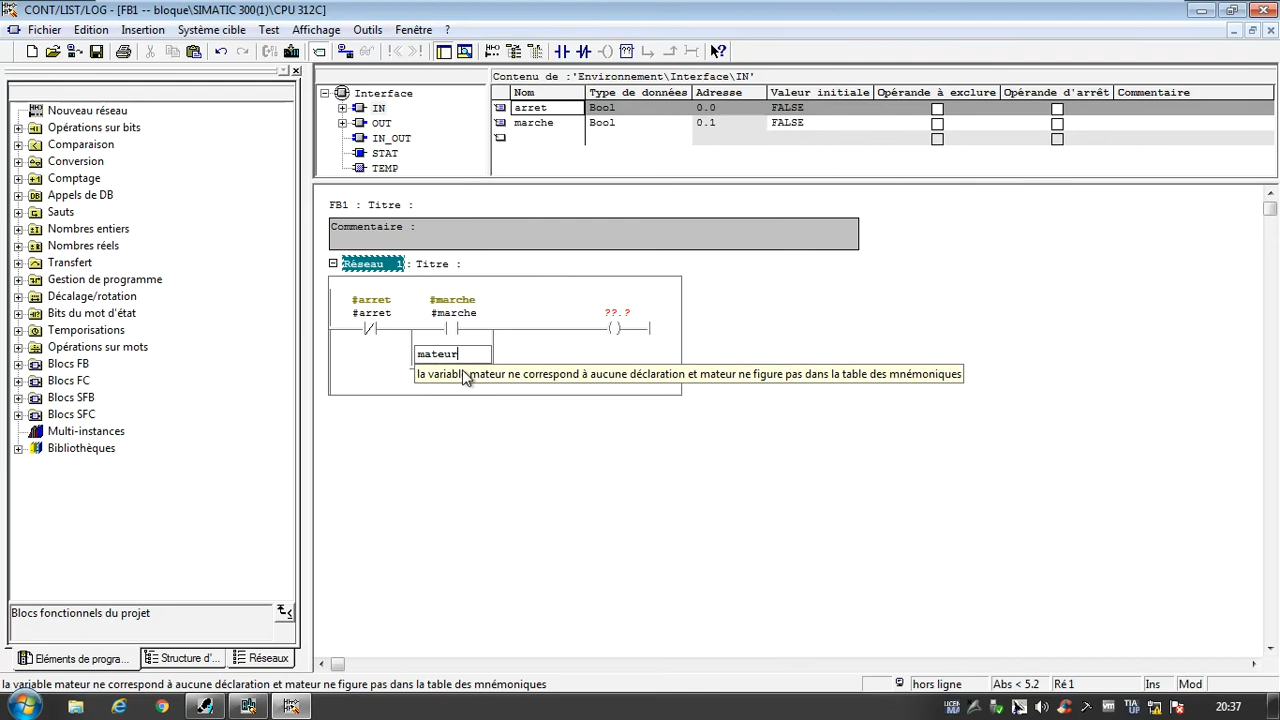 CONT/LIST/LOG - [FB1 -- bloque\SIMATIC 300(1)\CPU 312C]
Fichier Edition Insertion Système cible Test Affichage Outils Fenêtre ?
Nouveau réseau
Opérations sur bits
Comparaison
Conversion
Comptage
Appels de DB
Sauts
Nombres entiers
Nombres réels
Transfert
Gestion de programme
Décalage/rotation
Bits du mot d'état
Temporisations
Opérations sur mots
Blocs FB
Blocs FC
Blocs SFB
Blocs SFC
Multi-instances
Bibliothèques
Blocs fonctionnels du projet
Eléments de progra... Structure d'... Réseaux
Interface
IN
OUT
IN_OUT
STAT
TEMP
Contenu de :'Environnement\Interface\IN'
Nom Type de données Adresse Valeur initiale Opérande à exclure Opérande d'arrêt Commentaire
arret Bool 0.0 FALSE
marche Bool 0.1 FALSE
FB1 : Titre :
Commentaire :
Réseau 1 : Titre :
#arret #marche
#arret #marche ??.?
mateur
la variable mateur ne correspond à aucune déclaration et mateur ne figure pas dans la table des mnémoniques
la variable mateur ne correspond à aucune déclaration et mateur ne figure pas dans la table des mnémoniques
hors ligne Abs < 5.2 Ré 1 Ins Mod
20:37